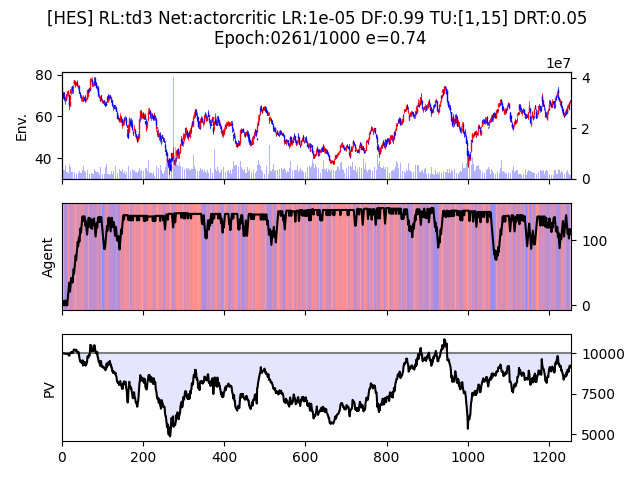 [HES] RL:td3 Net:actorcritic LR:1e-05 DF:0.99 TU:[1,15] DRT:0.05
Epoch:0261/1000 e=0.74
1e7
80
60
40
Env.
4
2
0
Agent
100
0
PV
10000
7500
5000
0 200 400 600 800 1000 1200